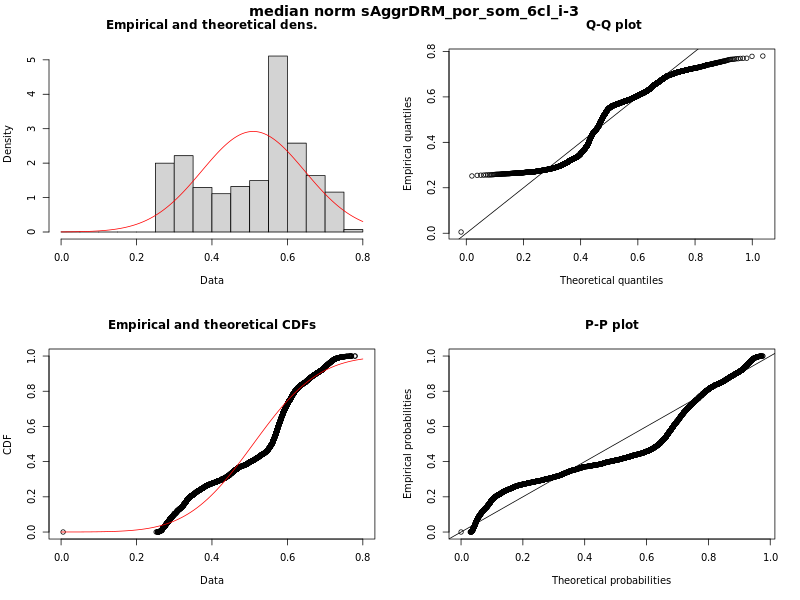 median norm sAggrDRM_por_som_6cl_i-3
Empirical and theoretical dens.
Density
0 1 2 3 4 5
0.0 0.2 0.4 0.6 0.8
Data
Q-Q plot
Empirical quantiles
0.0 0.2 0.4 0.6 0.8
0.0 0.2 0.4 0.6 0.8 1.0
Theoretical quantiles
Empirical and theoretical CDFs
CDF
0.0 0.2 0.4 0.6 0.8 1.0
0.0 0.2 0.4 0.6 0.8
Data
P-P plot
Empirical probabilities
0.0 0.2 0.4 0.6 0.8 1.0
0.0 0.2 0.4 0.6 0.8 1.0
Theoretical probabilities